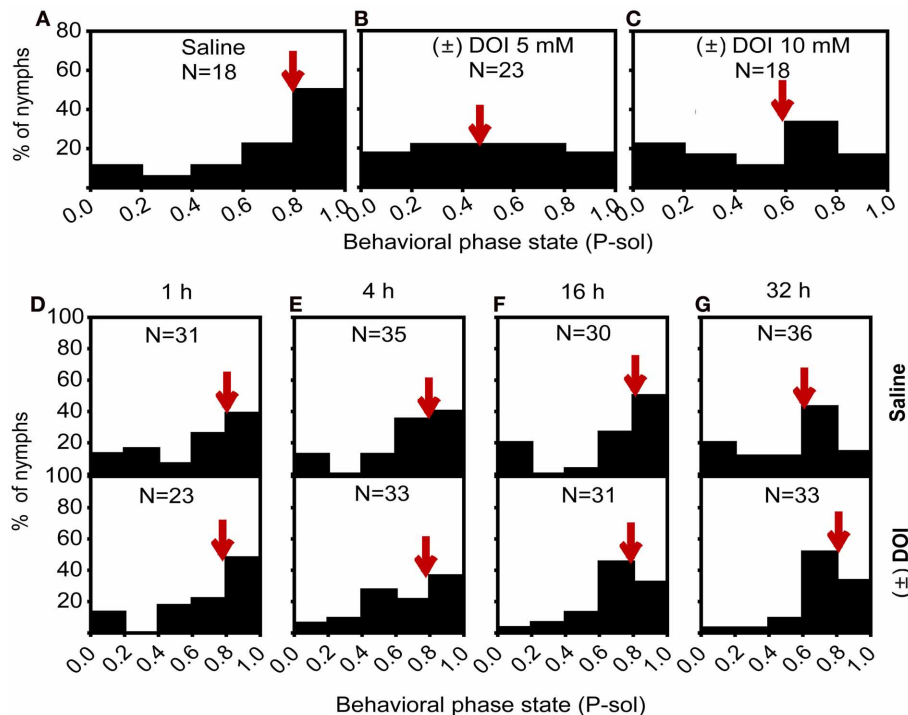 A B C
80
60
40
20
% of nymphs
Saline
N=18
(±) DOI 5 mM
N=23
(±) DOI 10 mM
N=18
0.0 0.2 0.4 0.6 0.8 1.0
0.0 0.2 0.4 0.6 0.8 1.0
0.0 0.2 0.4 0.6 0.8 1.0
Behavioral phase state (P-sol)
D 1 h E 4 h F 16 h G 32 h
100
80
60
40
20
N=31 N=35 N=30 N=36
Saline
100
80
60
40
20
N=23 N=33 N=31 N=33
(±) DOI
% of nymphs
0.0 0.2 0.4 0.6 0.8 1.0
0.0 0.2 0.4 0.6 0.8 1.0
0.0 0.2 0.4 0.6 0.8 1.0
0.0 0.2 0.4 0.6 0.8 1.0
Behavioral phase state (P-sol)